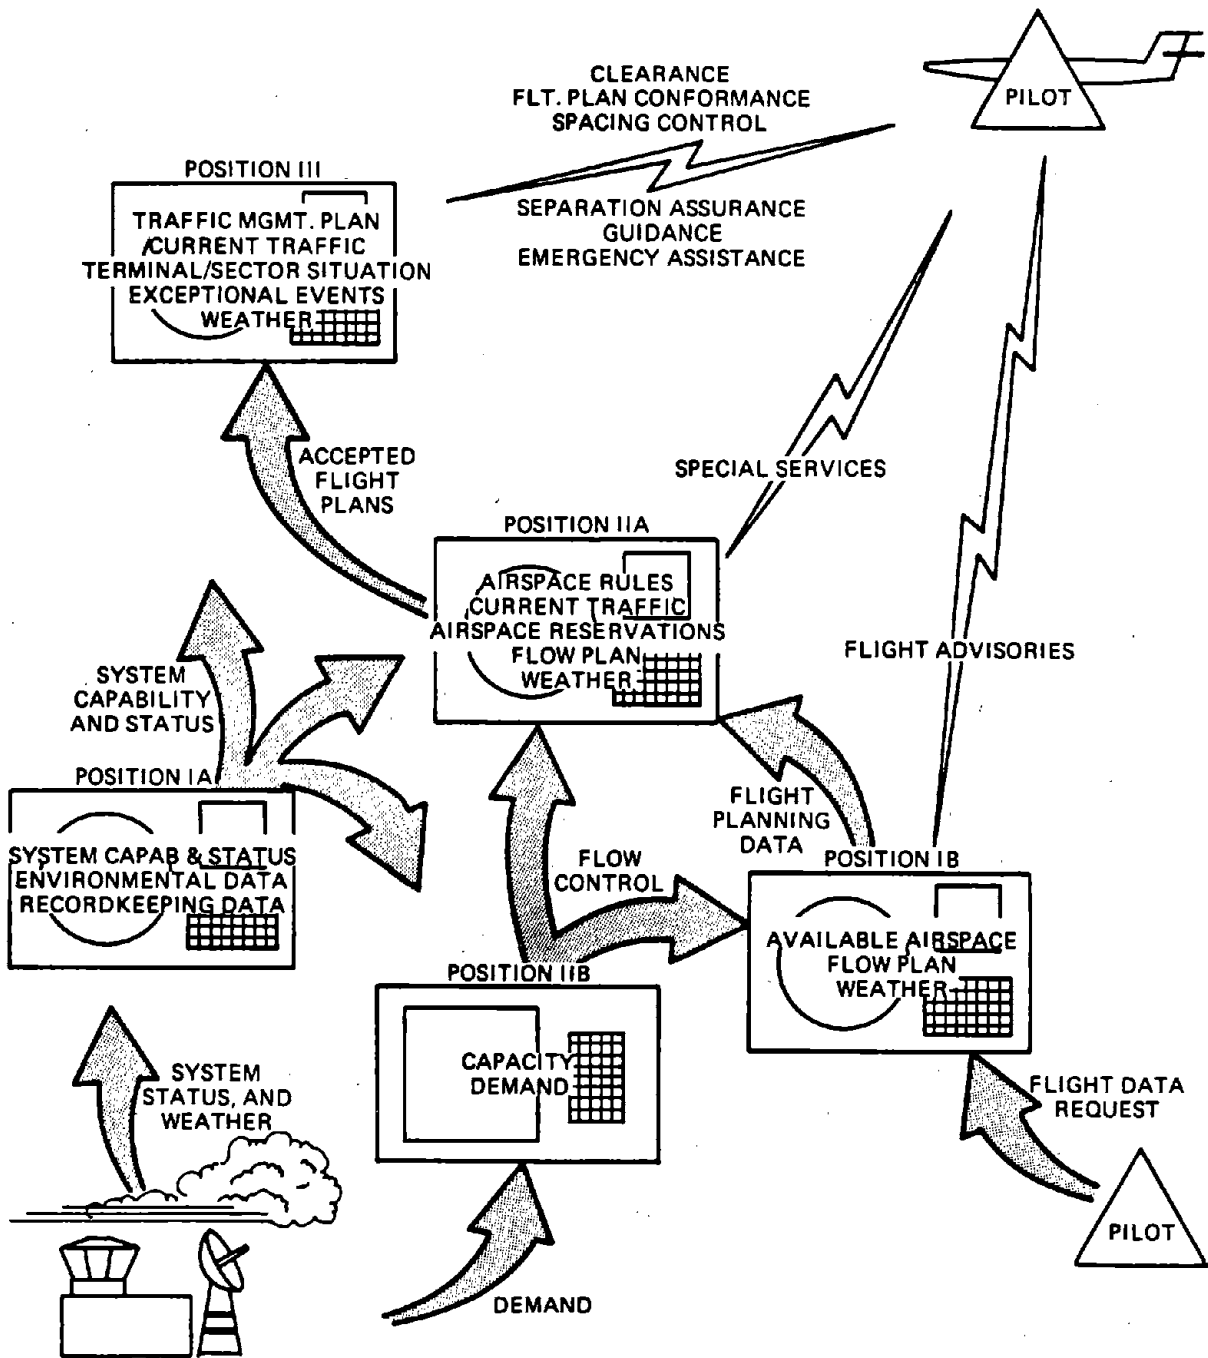 PILOT
CLEARANCE
FLT. PLAN CONFORMANCE
SPACING CONTROL
POSITION III
TRAFFIC MGMT. PLAN
/CURRENT TRAFFIC
TERMINAL/SECTOR SITUATION
EXCEPTIONAL EVENTS
WEATHER
SEPARATION ASSURANCE
GUIDANCE
EMERGENCY ASSISTANCE
ACCEPTED
FLIGHT
PLANS
SPECIAL SERVICES
POSITION IIA
AIRSPACE RULES
CURRENT TRAFFIC
AIRSPACE RESERVATIONS
FLOW PLAN
WEATHER
FLIGHT ADVISORIES
SYSTEM
CAPABILITY
AND STATUS
POSITION IA
SYSTEM CAPAB & STATUS
ENVIRONMENTAL DATA
RECORDKEEPING DATA
FLIGHT
PLANNING
DATA
FLOW
CONTROL
POSITION IB
AVAILABLE AIRSPACE
FLOW PLAN
WEATHER
POSITION IIB
CAPACITY
DEMAND
SYSTEM
STATUS, AND
WEATHER
FLIGHT DATA
REQUEST
PILOT
DEMAND